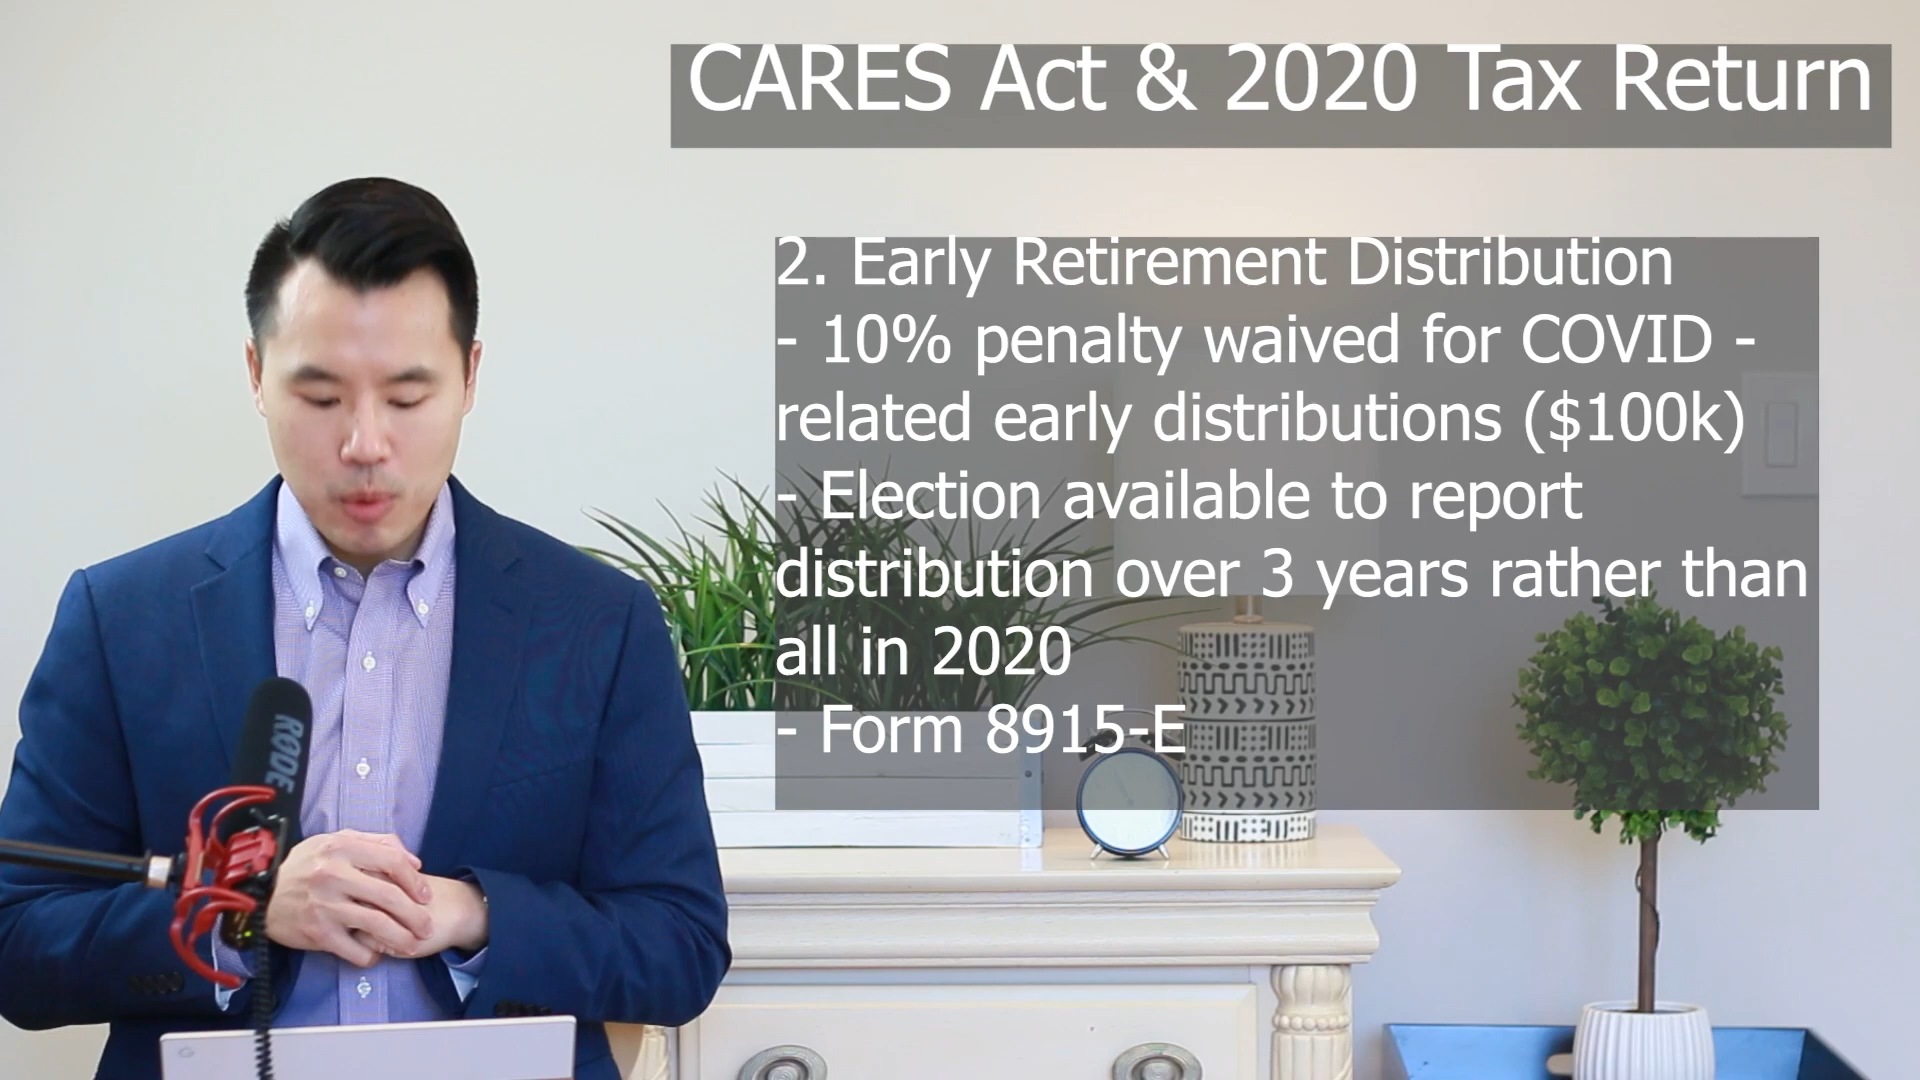 CARES Act & 2020 Tax Return
2. Early Retirement Distribution
- 10% penalty waived for COVID -
related early distributions ($100k)
- Election available to report
distribution over 3 years rather than
all in 2020
- Form 8915-E
RODE